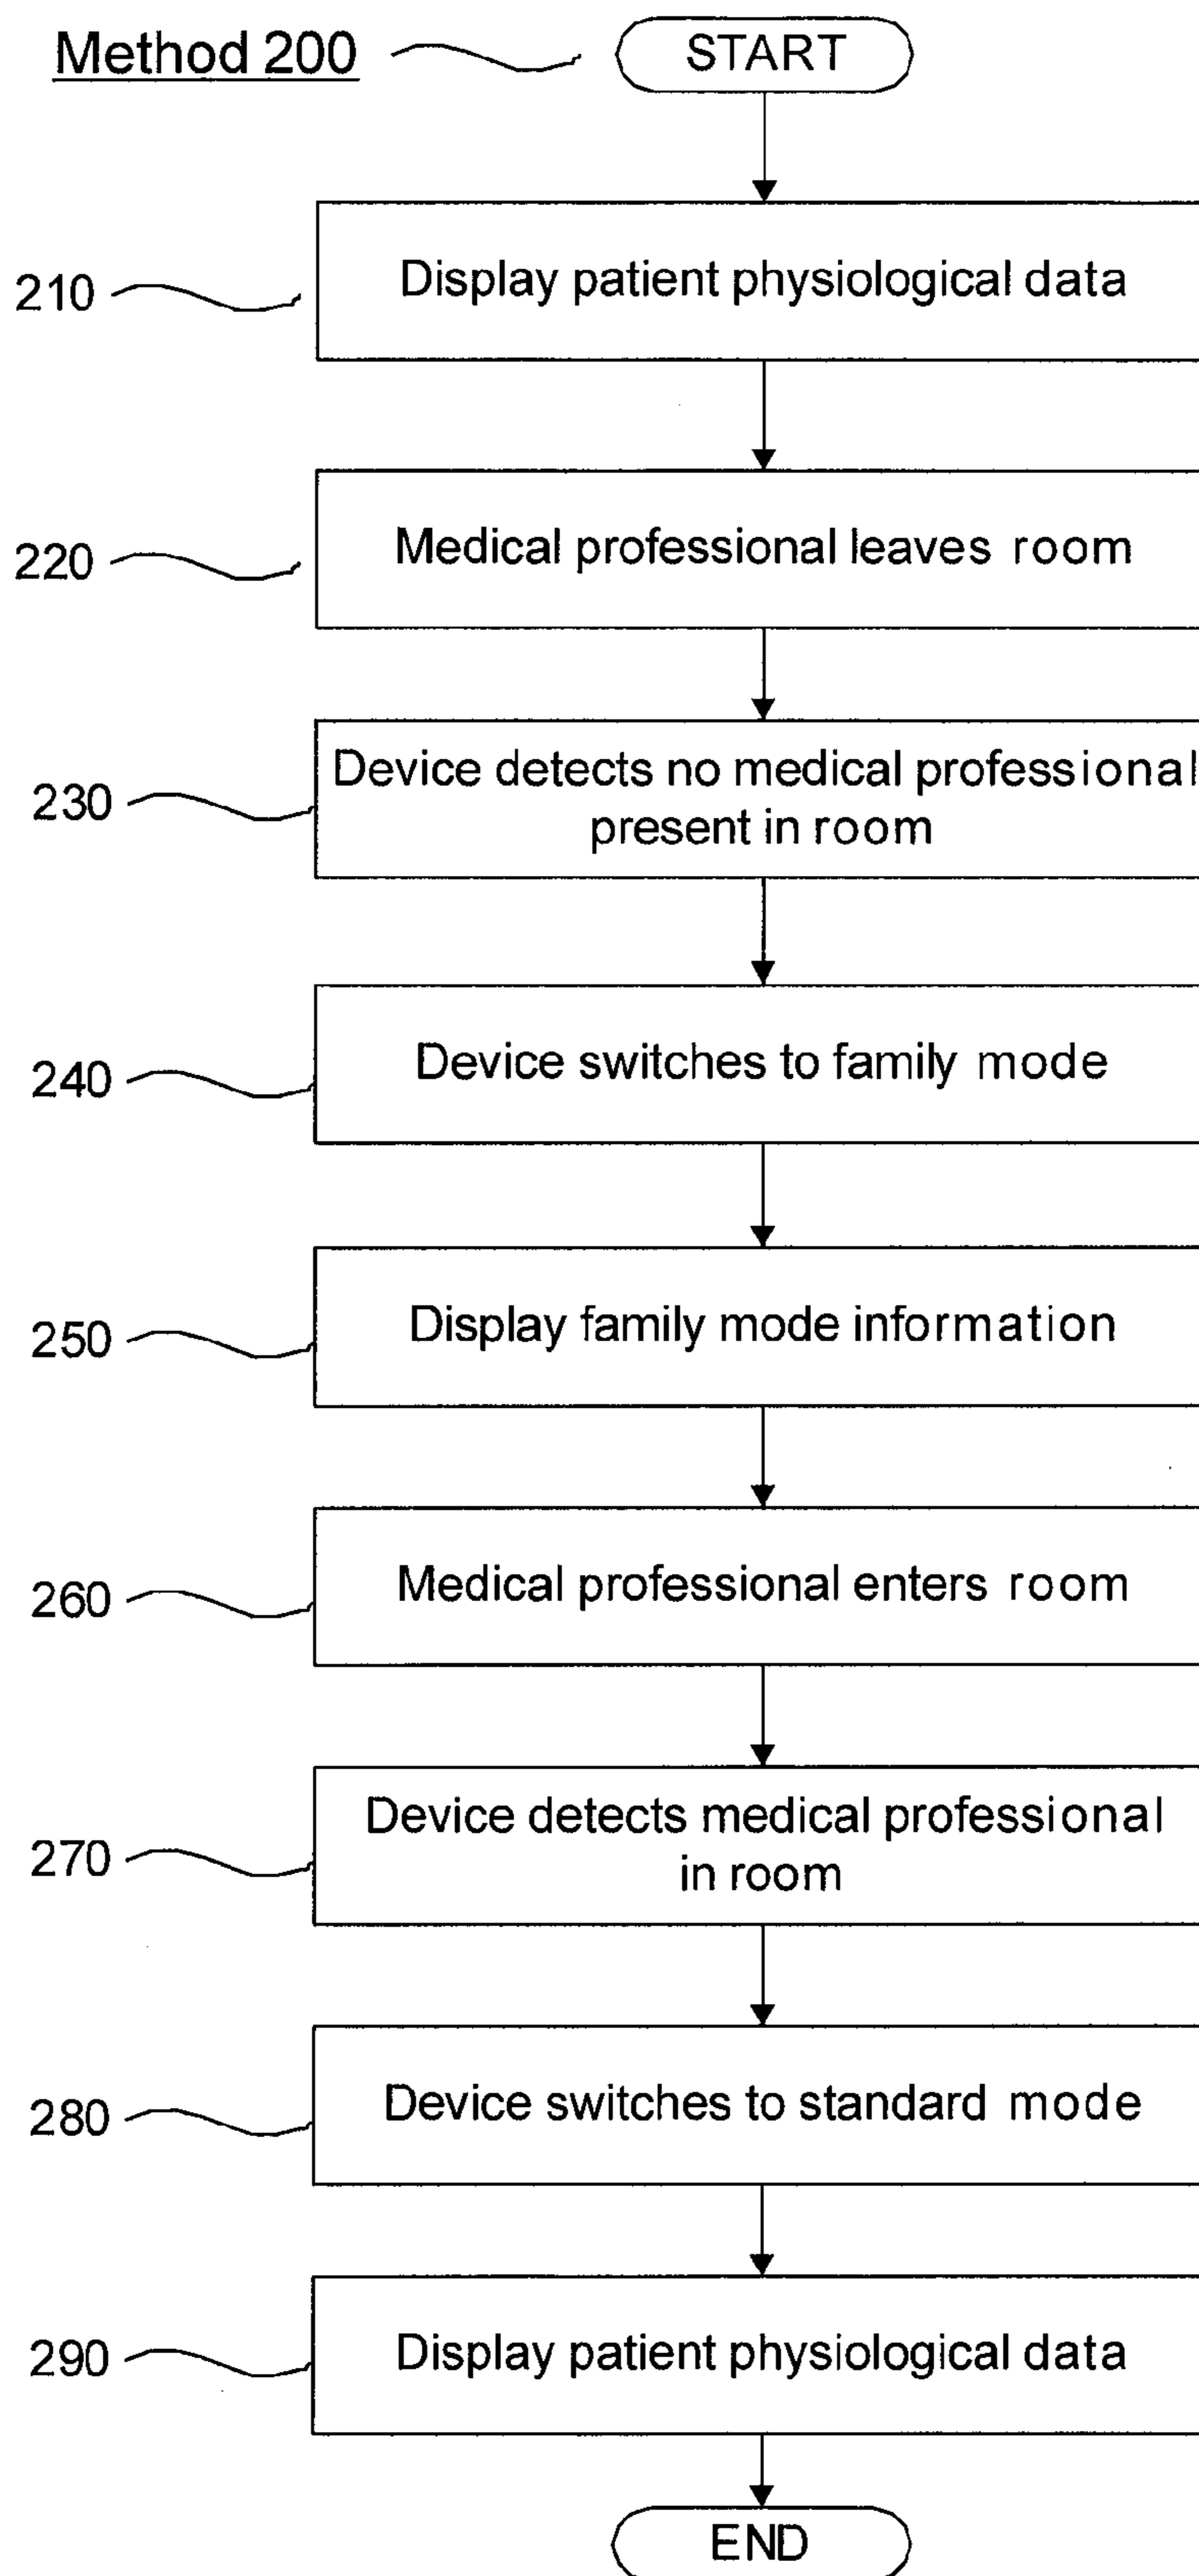 Method 200
START
210
Display patient physiological data
220
Medical professional leaves room
230
Device detects no medical professional
present in room
240
Device switches to family mode
250
Display family mode information
260
Medical professional enters room
270
Device detects medical professional
in room
280
Device switches to standard mode
290
Display patient physiological data
END